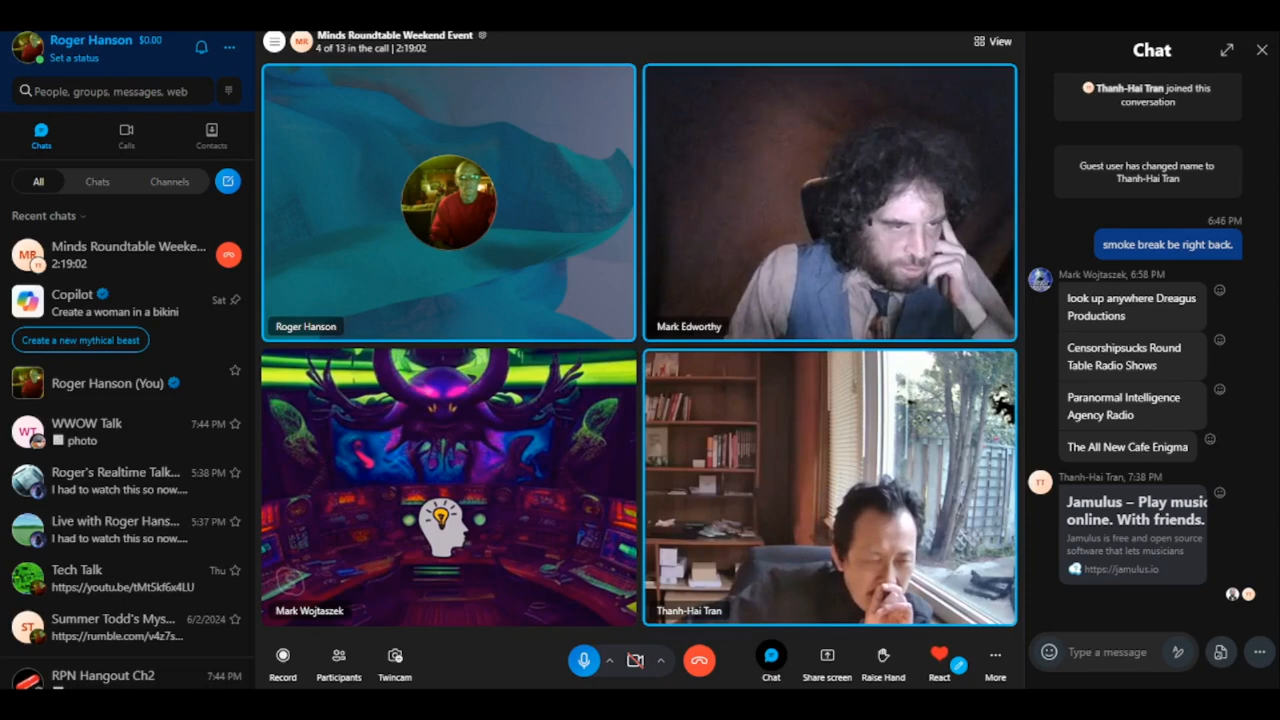 Roger Hanson $0.00
Set a status
People, groups, messages, web
Chats
Calls
Contacts
All
Chats
Channels
Recent chats
MR
TT
Minds Roundtable Weeke...
2:19:02
Copilot
Sat
Create a woman in a bikini
Create a new mythical beast
Roger Hanson (You)
WT
WWOW Talk
7:44 PM
photo
Roger's Realtime Talk...
5:38 PM
I had to watch this so now....
Live with Roger Hans...
5:37 PM
I had to watch this so now....
Tech Talk
Thu
https://youtu.be/tMt5kf6x4LU
ST
Summer Todd's Mys...
6/2/2024
https://rumble.com/v4z7s...
RPN Hangout Ch2
7:44 PM
MR
Minds Roundtable Weekend Event
4 of 13 in the call | 2:19:02
View
Roger Hanson
Mark Edworthy
Mark Wojtaszek
Thanh-Hai Tran
Record
Participants
Twincam
Chat
Share screen
Raise Hand
React
More
Chat
Thanh-Hai Tran joined this
conversation
Guest user has changed name to
Thanh-Hai Tran
6:46 PM
smoke break be right back.
Mark Wojtaszek, 6:58 PM
look up anywhere Dreagus
Productions
Censorshipsucks Round
Table Radio Shows
Paranormal Intelligence
Agency Radio
The All New Cafe Enigma
TT
Thanh-Hai Tran, 7:38 PM
Jamulus – Play music
online. With friends.
Jamulus is free and open source
software that lets musicians
https://jamulus.io
Type a message